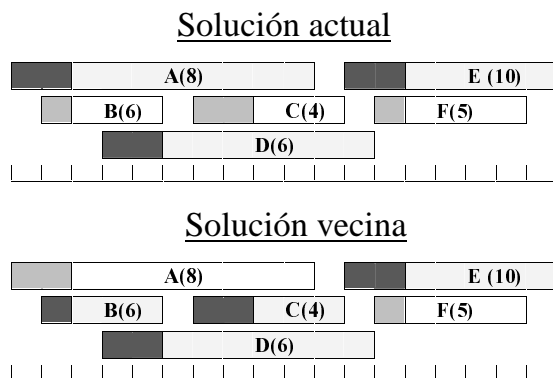 Solución actual
A(8) E (10)
B(6) C(4) F(5)
D(6)
Solución vecina
A(8) E (10)
B(6) C(4) F(5)
D(6)